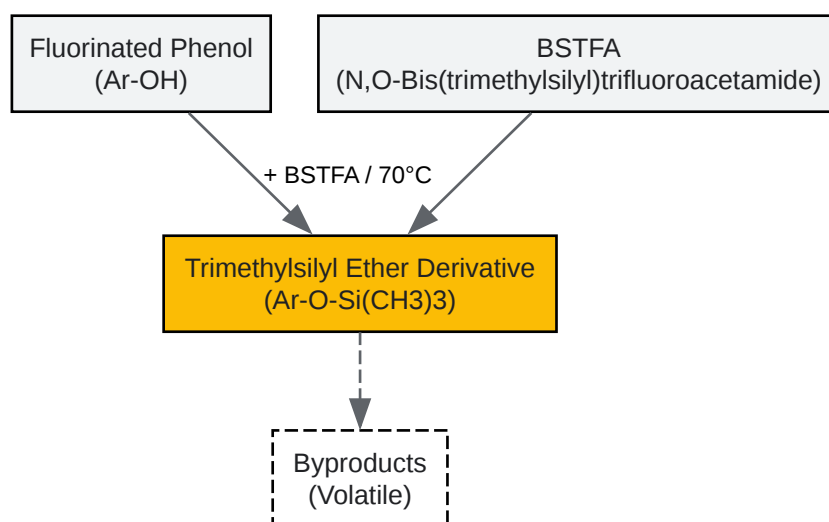 Fluorinated Phenol
(Ar-OH)
BSTFA
(N,O-Bis(trimethylsilyl)trifluoroacetamide)
+ BSTFA / 70°C
Trimethylsilyl Ether Derivative
(Ar-O-Si(CH3)3)
Byproducts
(Volatile)